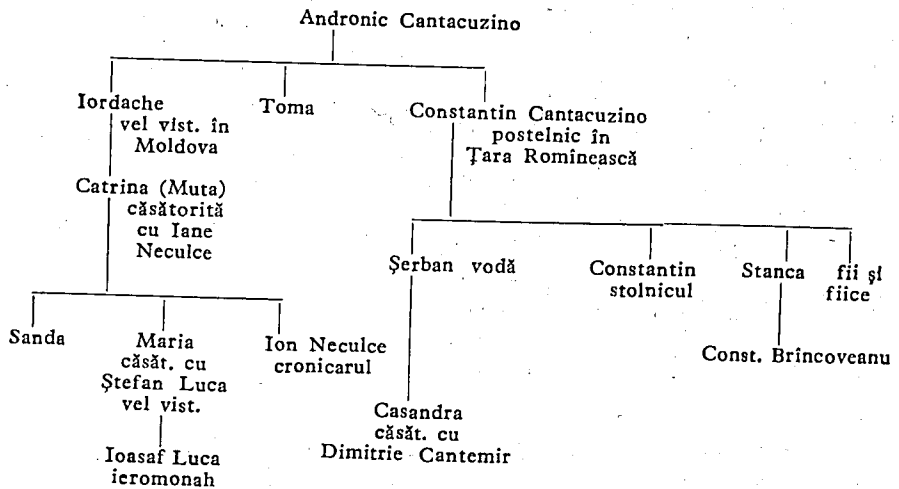 Andronic Cantacuzino
Iordache
vel vist. în
Moldova
Toma
Constantin Cantacuzino
postelnic în
Țara Romînească
Catrina (Muta)
căsătorită
cu Iane
Neculce
Șerban vodă
Constantin
stolnicul
Stanca
fii și
fiice
Sanda
Maria
căsăt. cu
Ștefan Luca
vel vist.
Ion Neculce
cronicarul
Const. Brîncoveanu
Casandra
căsăt. cu
Dimitrie Cantemir
Ioasaf Luca
ieromonah